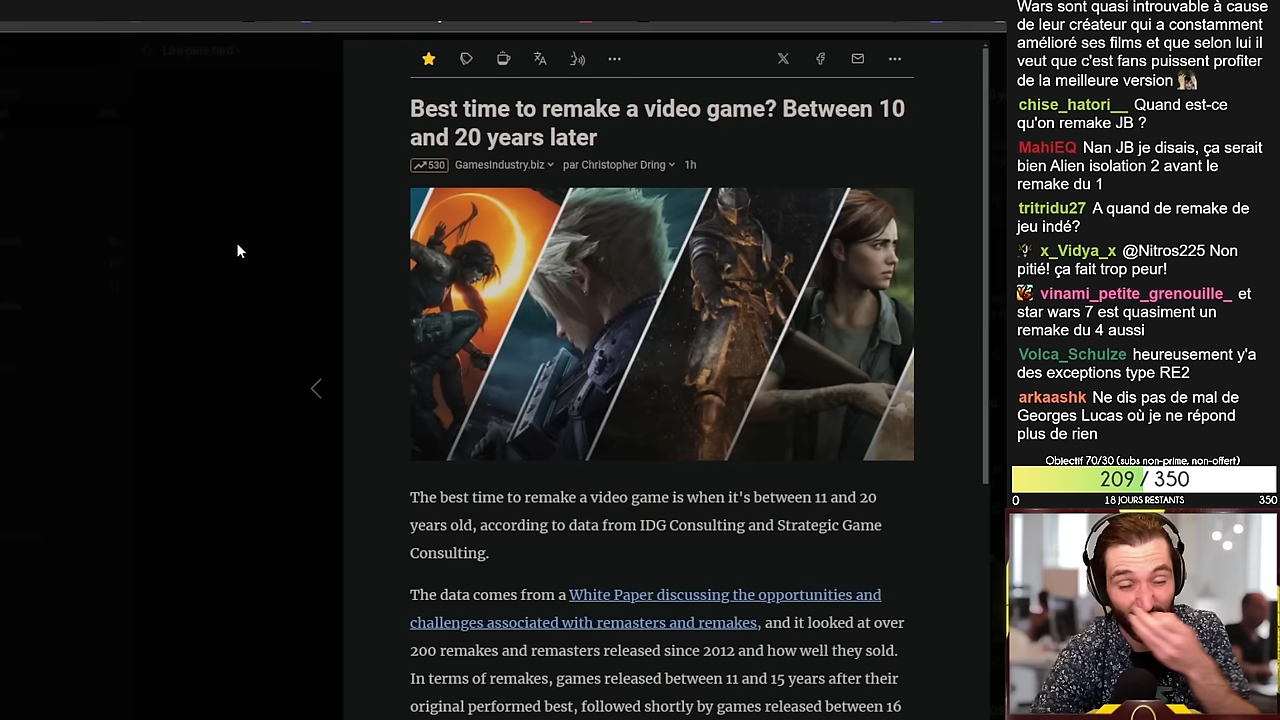 Lire plus tard
Best time to remake a video game? Between 10
and 20 years later
530 GamesIndustry.biz par Christopher Dring 1h
The best time to remake a video game is when it's between 11 and 20
years old, according to data from IDG Consulting and Strategic Game
Consulting.
The data comes from a White Paper discussing the opportunities and
challenges associated with remasters and remakes, and it looked at over
200 remakes and remasters released since 2012 and how well they sold.
In terms of remakes, games released between 11 and 15 years after their
original performed best, followed shortly by games released between 16
Wars sont quasi introuvable à cause
de leur créateur qui a constamment
amélioré ses films et que selon lui il
veut que c'est fans puissent profiter
de la meilleure version
chise_hatori__ Quand est-ce
qu'on remake JB ?
MahiEQ Nan JB je disais, ça serait
bien Alien isolation 2 avant le
remake du 1
tritridu27 A quand de remake de
jeu indé?
x_Vidya_x @Nitros225 Non
pitié! ça fait trop peur!
vinami_petite_grenouille_ et
star wars 7 est quasiment un
remake du 4 aussi
Volca_Schulze heureusement y'a
des exceptions type RE2
arkaashk Ne dis pas de mal de
Georges Lucas où je ne répond
plus de rien
Objectif 70/30 (subs non-prime, non-offert)
209 / 350
0 18 JOURS RESTANTS 350